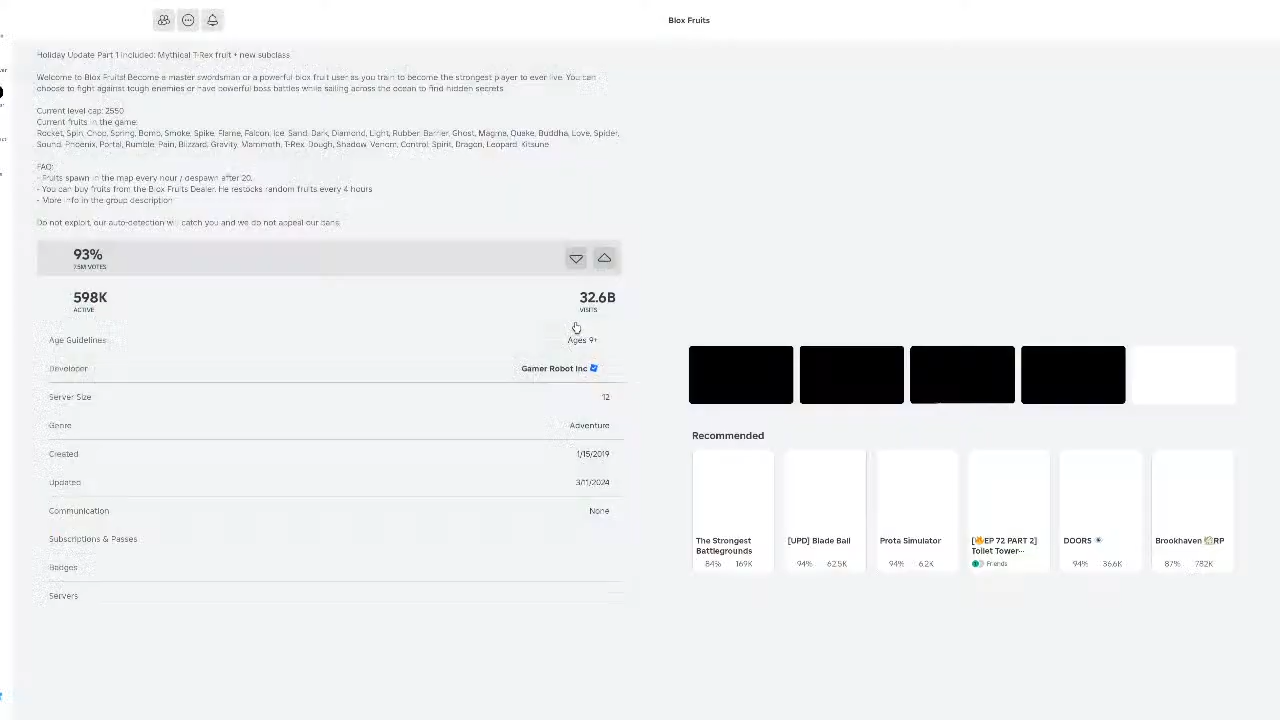 Blox Fruits
Holiday Update Part 1 Included: Mythical T-Rex fruit + new subclass
Welcome to Blox Fruits! Become a master swordsman or a powerful blox fruit user as you train to become the strongest player to ever live. You can
choose to fight against tough enemies or have powerful boss battles while sailing across the ocean to find hidden secrets.
Current level cap: 2550
Current fruits in the game:
Rocket, Spin, Chop, Spring, Bomb, Smoke, Spike, Flame, Falcon, Ice, Sand, Dark, Diamond, Light, Rubber, Barrier, Ghost, Magma, Quake, Buddha, Love, Spider,
Sound, Phoenix, Portal, Rumble, Pain, Blizzard, Gravity, Mammoth, T-Rex, Dough, Shadow, Venom, Control, Spirit, Dragon, Leopard, Kitsune
FAQ:
- Fruits spawn in the map every hour / despawn after 20.
- You can buy fruits from the Blox Fruits Dealer. He restocks random fruits every 4 hours
- More info in the group description
Do not exploit, our auto-detection will catch you and we do not appeal our bans.
93%
7.5M VOTES
598K
ACTIVE
32.6B
VISITS
Age Guidelines Ages 9+
Developer Gamer Robot Inc
Server Size 12
Genre Adventure
Created 1/15/2019
Updated 3/11/2024
Communication None
Subscriptions & Passes
Badges
Servers
Recommended
The Strongest
Battlegrounds
84% 169K
[UPD] Blade Ball
94% 62.5K
Prota Simulator
94% 6.2K
[🔥EP 72 PART 2]
Toilet Tower...
Friends
DOORS 👁️
94% 36.6K
Brookhaven 🏡RP
87% 782K